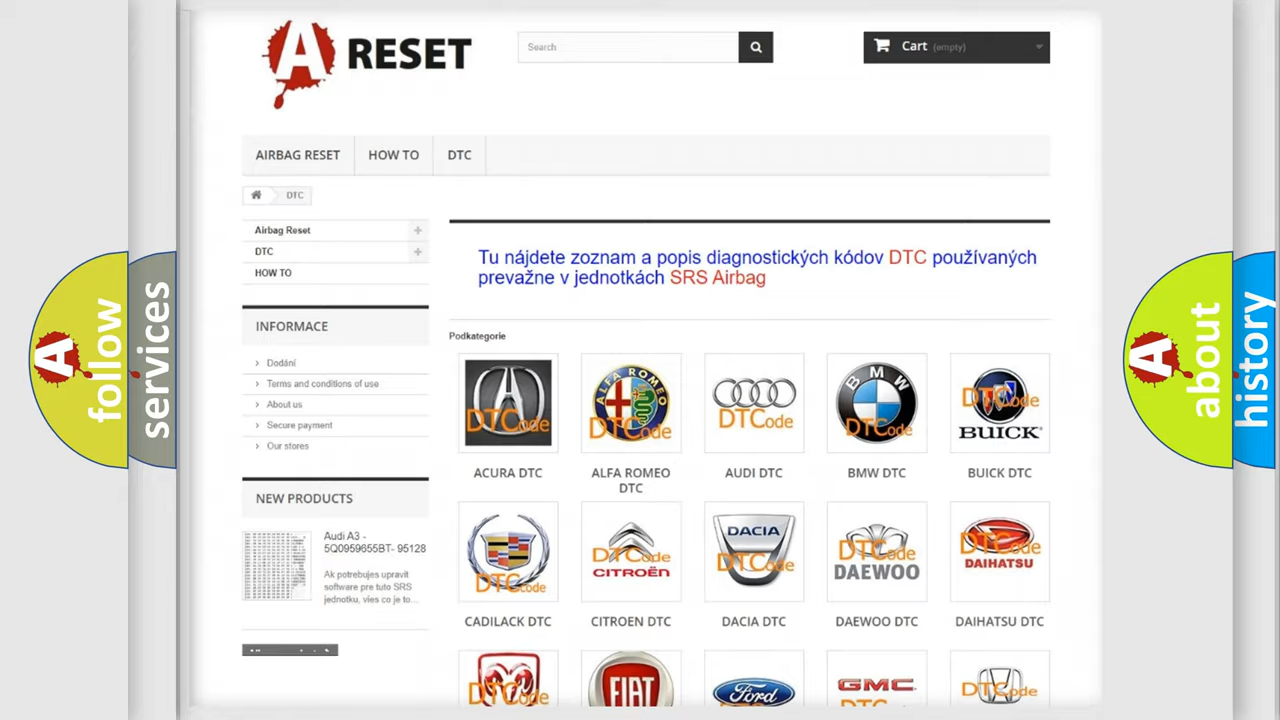 A RESET
Search
Cart (empty)
AIRBAG RESET
HOW TO
DTC
DTC
Airbag Reset
DTC
HOW TO
Tu nájdete zoznam a popis diagnostických kódov DTC používaných
prevažne v jednotkách SRS Airbag
INFORMACE
Dodání
Terms and conditions of use
About us
Secure payment
Our stores
Podkategorie
DTCode
ALFA ROMEO
DTCode
DTCode
BMW
DTCode
DTCode
BUICK
ACURA DTC
ALFA ROMEO
DTC
AUDI DTC
BMW DTC
BUICK DTC
NEW PRODUCTS
Audi A3 -
5Q0959655BT- 95128
Ak potrebujes upravit
software pre tuto SRS
jednotku, vies co je to...
DTCode
DTCode
CITROËN
DACIA
DTCode
DTCode
DAEWOO
DTCode
DAIHATSU
CADILACK DTC
CITROEN DTC
DACIA DTC
DAEWOO DTC
DAIHATSU DTC
DTCode
FIAT
Ford
GMC
DTCode
A follow
services
A about
history